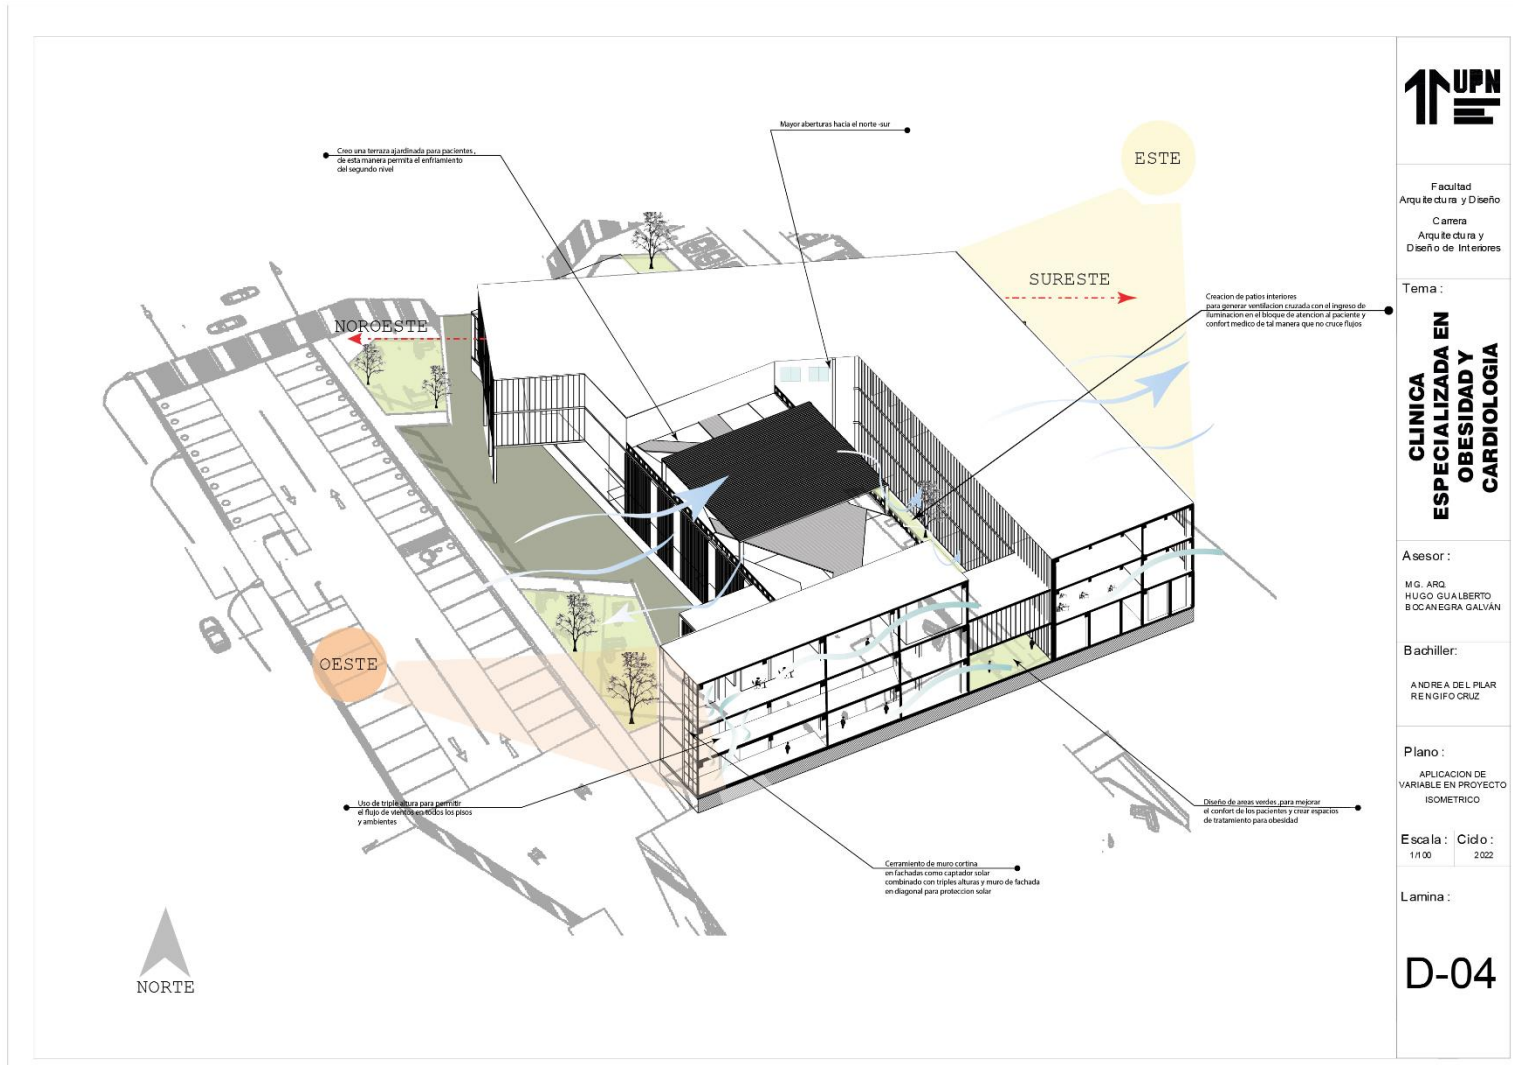 Mayor aberturas hacia el norte -sur
Creo una terraza ajardinada para pacientes ,
de esta manera permita el enfriamiento
del segundo nivel
ESTE
SURESTE
NOROESTE
Creacion de patios interiores
para generar ventilacion cruzada con el ingreso de
iluminacion en el bloque de atencion al paciente y
confort medico de tal manera que no cruce flujos
OESTE
Uso de triple altura para permitir
el flujo de vientos en todos los pisos
y ambientes
Diseño de areas verdes ,para mejorar
el confort de los pacientes y crear espacios
de tratamiento para obesidad
Cerramiento de muro cortina
en fachadas como captador solar
combinado con triples alturas y muro de fachada
en diagonal para proteccion solar
NORTE
UPN
Facultad
Arquitectura y Diseño
Carrera
Arquitectura y
Diseño de Interiores
Tema :
CLINICA
ESPECIALIZADA EN
OBESIDAD Y
CARDIOLOGIA
Asesor :
MG. ARQ.
HUGO GUALBERTO
BOCANEGRA GALVÁN
Bachiller:
ANDREA DEL PILAR
RENGIFO CRUZ
Plano :
APLICACION DE
VARIABLE EN PROYECTO
ISOMETRICO
Escala : Ciclo :
1/100 2022
Lamina :
D-04